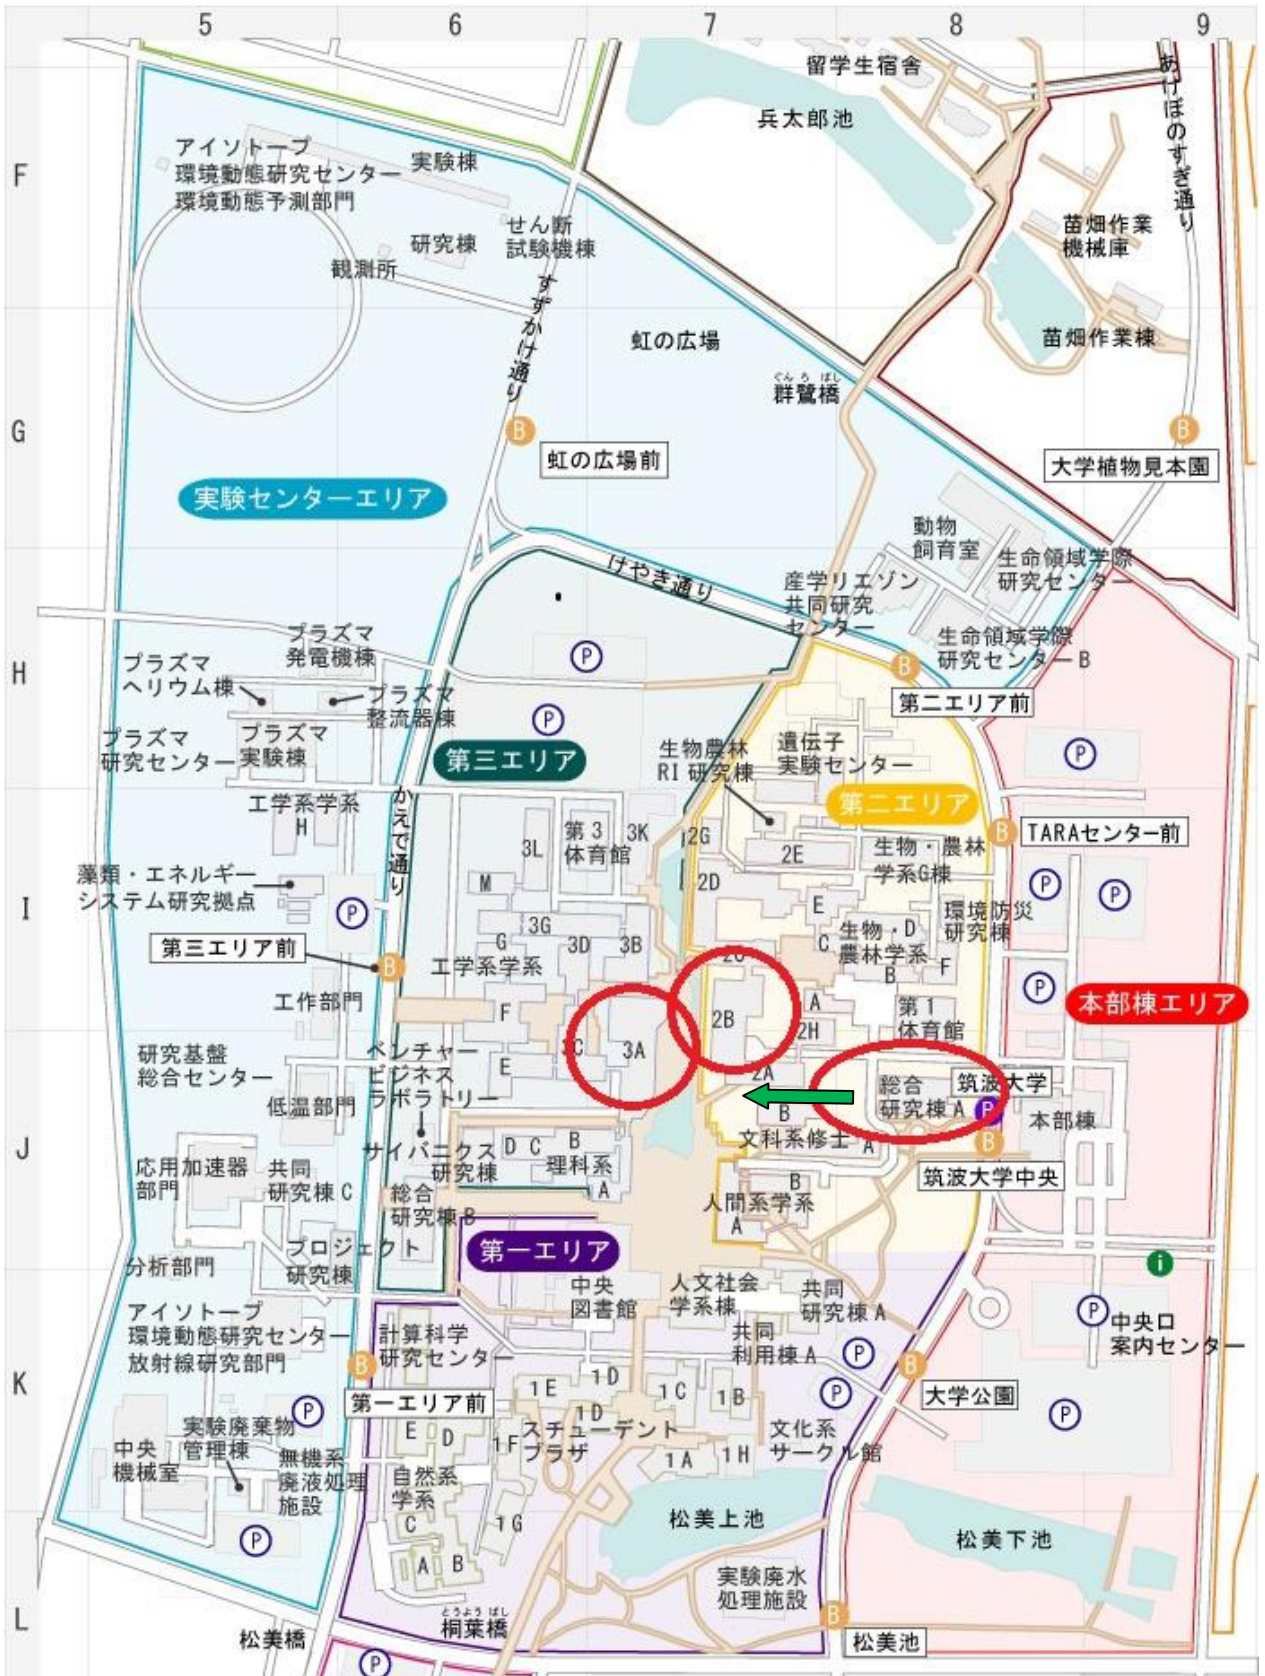 5
6
7
8
9
F
G
H
I
J
K
L
留学生宿舎
兵太郎池
あけぼのすぎ通り
アイソトープ
環境動態研究センター
環境動態予測部門
実験棟
研究棟
せん断
試験機棟
観測所
苗畑作業
機械庫
苗畑作業棟
すずかけ通り
虹の広場
ぐんろばし
群鷺橋
B
虹の広場前
B
大学植物見本園
実験センターエリア
動物
飼育室
生命領域学際
研究センター
けやき通り
産学リエゾン
共同研究
センター
生命領域学際
研究センターB
B
第二エリア前
プラズマ
発電機棟
プラズマ
ヘリウム棟
プラズマ
整流器棟
プラズマ
研究センター
プラズマ
実験棟
P
P
第三エリア
生物農林
RI 研究棟
遺伝子
実験センター
第二エリア
P
工学系学系
H
かえで通り
3L
第3
体育館
3K
2G
2E
生物・農林
学系G棟
B
TARAセンター前
藻類・エネルギー
システム研究拠点
P
M
3G
G
工学系学系
3D
3B
2D
E
生物・D
農林学系
C
B
F
環境防災
研究棟
P
P
P
第三エリア前
B
工作部門
F
E
3C
3A
2C
2B
A
2H
第1
体育館
本部棟エリア
研究基盤
総合センター
低温部門
ベンチャー
ビジネス
ラボラトリー
2A
B
文科系修士
A
総合
研究棟 A
筑波大学
B
B
本部棟
筑波大学中央
サイバニクス
研究棟
D
C
B
理科系
A
応用加速器
部門
共同
研究棟 C
総合
研究棟 B
B
人間系学系
A
プロジェクト
研究棟
分析部門
第一エリア
i
中央口
案内センター
中央
図書館
人文社会
学系棟
共同
研究棟 A
共同
利用棟 A
P
P
P
アイソトープ
環境動態研究センター
放射線研究部門
計算科学
研究センター
B
第一エリア前
B
大学公園
P
P
1E
1D
1D
1C
1B
スチューデント
プラザ
1F
1A
1H
文化系
サークル館
中央
機械室
実験廃棄物
管理棟
無機系
廃液処理
施設
P
E
D
自然系
学系
C
A
B
1G
松美上池
松美下池
実験廃水
処理施設
B
松美池
とうようばし
桐葉橋
松美橋
P